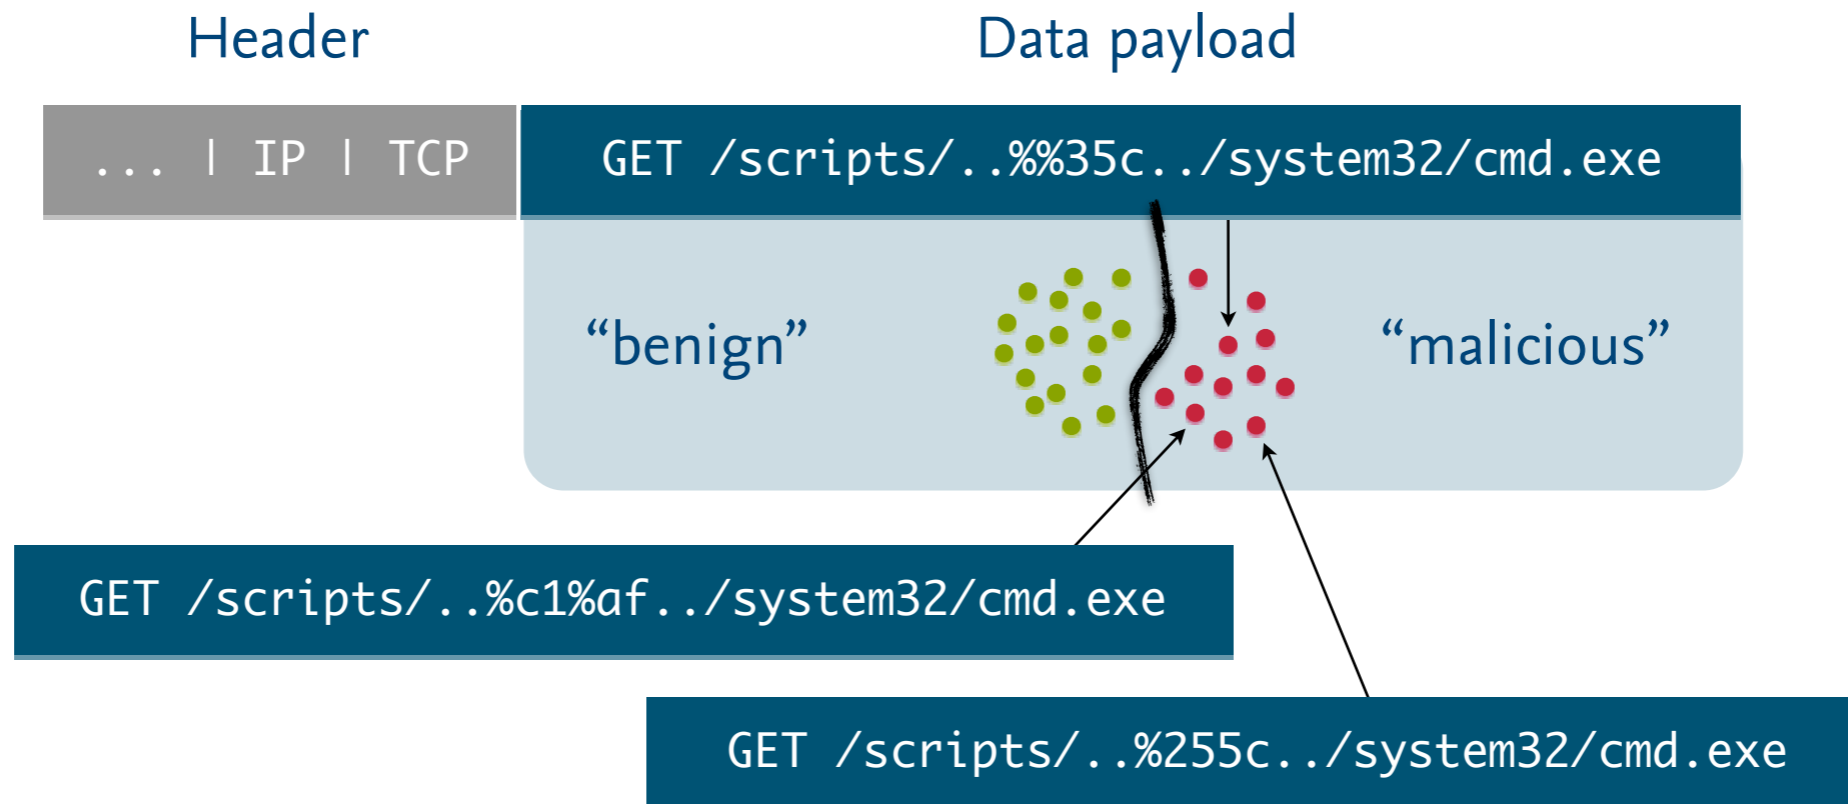 Header
Data payload
... | IP | TCP
GET /scripts/..%%35c../system32/cmd.exe
“benign”
“malicious”
GET /scripts/..%c1%af../system32/cmd.exe
GET /scripts/..%255c../system32/cmd.exe